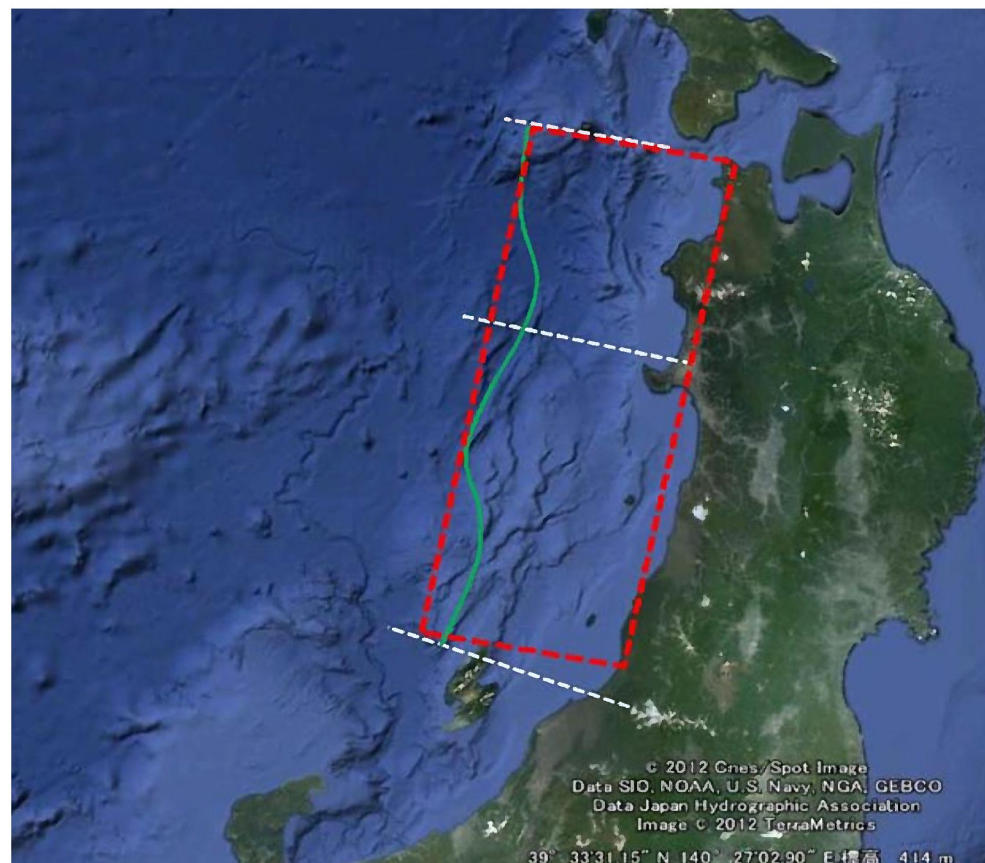 © 2012 Cnes/Spot Image
Data SIO, NOAA, U.S. Navy, NGA, GEBCO
Data Japan Hydrographic Association
Image © 2012 TerraMetrics
39° 33'31.15" N 140° 27'02.90" E 標高 414 m